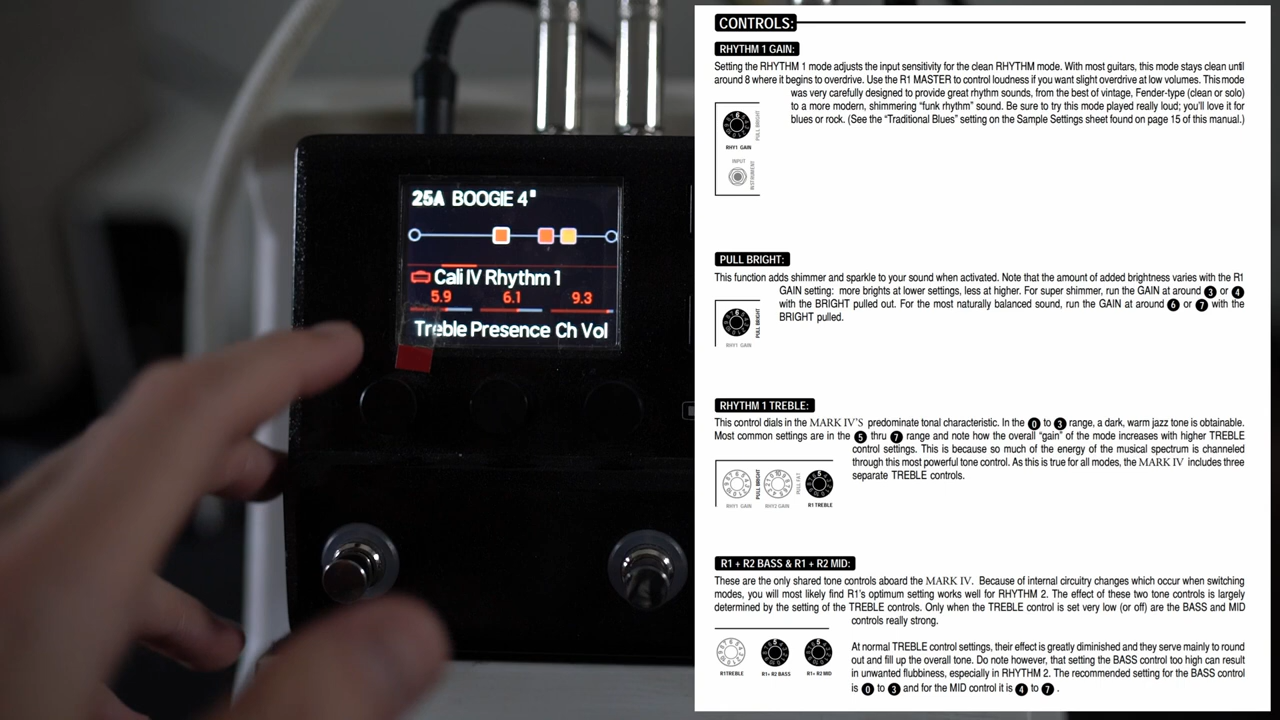 25A BOOGIE 4"
Cali IV Rhythm 1
5.9 6.1 9.3
Treble Presence Ch Vol
CONTROLS:
RHYTHM 1 GAIN:
Setting the RHYTHM 1 mode adjusts the input sensitivity for the clean RHYTHM mode. With most guitars, this mode stays clean until
around 8 where it begins to overdrive. Use the R1 MASTER to control loudness if you want slight overdrive at low volumes. This mode
was very carefully designed to provide great rhythm sounds, from the best of vintage, Fender-type (clean or solo)
to a more modern, shimmering "funk rhythm" sound. Be sure to try this mode played really loud; you'll love it for
blues or rock. (See the "Traditional Blues" setting on the Sample Settings sheet found on page 15 of this manual.)
PULL BRIGHT
RHY1 GAIN
INPUT
INSTRUMENT
PULL BRIGHT:
This function adds shimmer and sparkle to your sound when activated. Note that the amount of added brightness varies with the R1
GAIN setting: more brights at lower settings, less at higher. For super shimmer, run the GAIN at around 3 or 4
with the BRIGHT pulled out. For the most naturally balanced sound, run the GAIN at around 6 or 7 with the
BRIGHT pulled.
PULL BRIGHT
RHY1 GAIN
RHYTHM 1 TREBLE:
This control dials in the MARK IV'S predominate tonal characteristic. In the 0 to 3 range, a dark, warm jazz tone is obtainable.
Most common settings are in the 5 thru 7 range and note how the overall "gain" of the mode increases with higher TREBLE
control settings. This is because so much of the energy of the musical spectrum is channeled
through this most powerful tone control. As this is true for all modes, the MARK IV includes three
separate TREBLE controls.
PULL BRIGHT
PULL FAT
RHY1 GAIN RHY2 GAIN R1 TREBLE
R1 + R2 BASS & R1 + R2 MID:
These are the only shared tone controls aboard the MARK IV. Because of internal circuitry changes which occur when switching
modes, you will most likely find R1's optimum setting works well for RHYTHM 2. The effect of these two tone controls is largely
determined by the setting of the TREBLE controls. Only when the TREBLE control is set very low (or off) are the BASS and MID
controls really strong.
At normal TREBLE control settings, their effect is greatly diminished and they serve mainly to round
out and fill up the overall tone. Do note however, that setting the BASS control too high can result
in unwanted flubbiness, especially in RHYTHM 2. The recommended setting for the BASS control
is 0 to 3 and for the MID control it is 4 to 7 .
R1TREBLE R1+ R2 BASS R1+ R2 MID